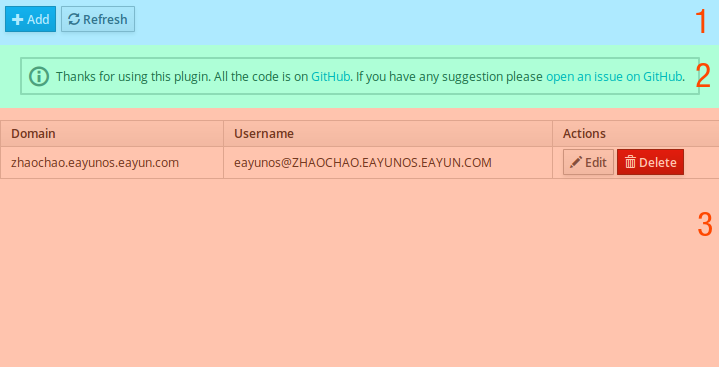 Add Refresh 1
Thanks for using this plugin. All the code is on GitHub. If you have any suggestion please open an issue on GitHub. 2
Domain Username Actions
zhaochao.eayunos.eayun.com eayunos@ZHAOCHAO.EAYUNOS.EAYUN.COM Edit Delete
3